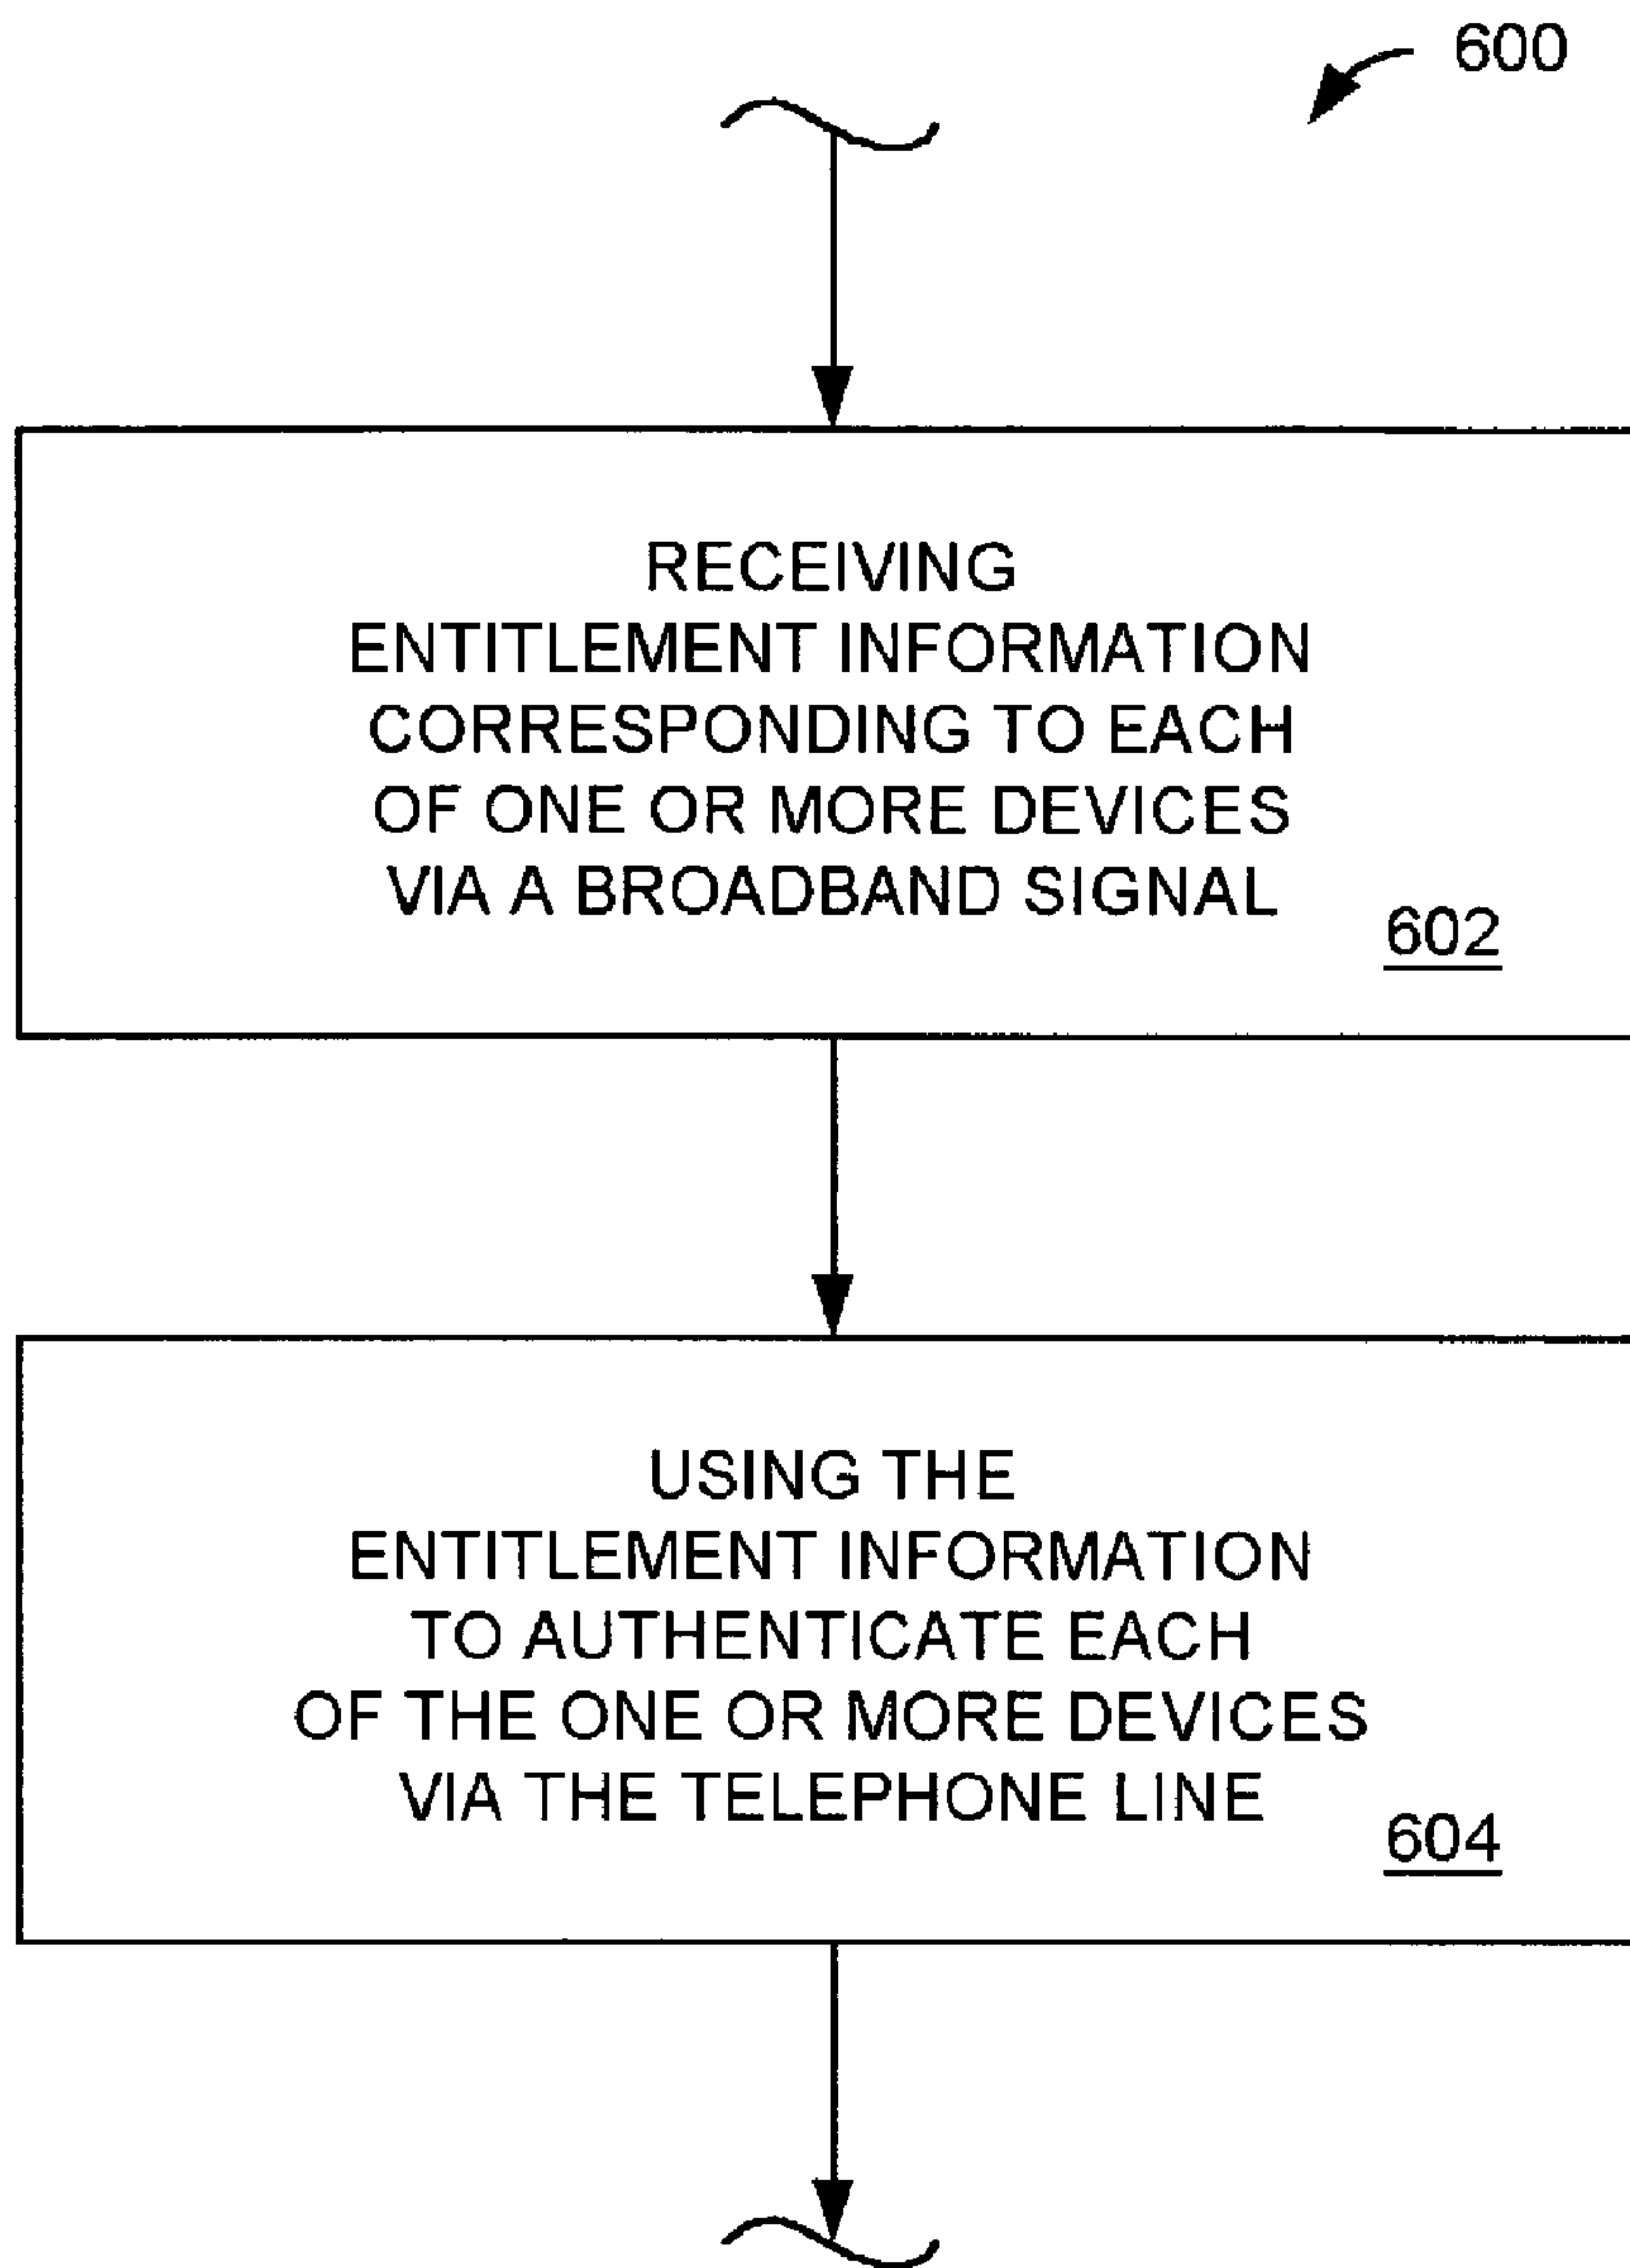 600
RECEIVING
ENTITLEMENT INFORMATION
CORRESPONDING TO EACH
OF ONE OR MORE DEVICES
VIA A BROADBAND SIGNAL
602
USING THE
ENTITLEMENT INFORMATION
TO AUTHENTICATE EACH
OF THE ONE OR MORE DEVICES
VIA THE TELEPHONE LINE
604